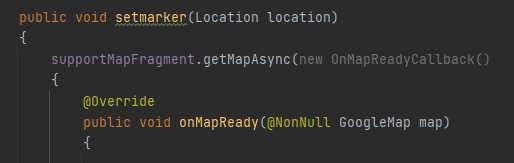 public void setmarker(Location location)
{
supportMapFragment.getMapAsync(new OnMapReadyCallback()
{
@Override
public void onMapReady(@NonNull GoogleMap map)
{